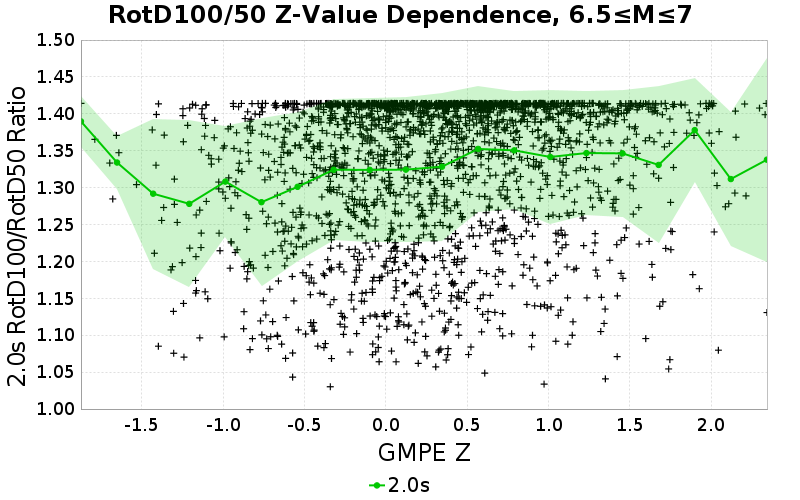 RotD100/50 Z-Value Dependence, 6.5≤M≤7
2.0s RotD100/RotD50 Ratio
1.50
1.45
1.40
1.35
1.30
1.25
1.20
1.15
1.10
1.05
1.00
-1.5 -1.0 -0.5 0.0 0.5 1.0 1.5 2.0
GMPE Z
2.0s